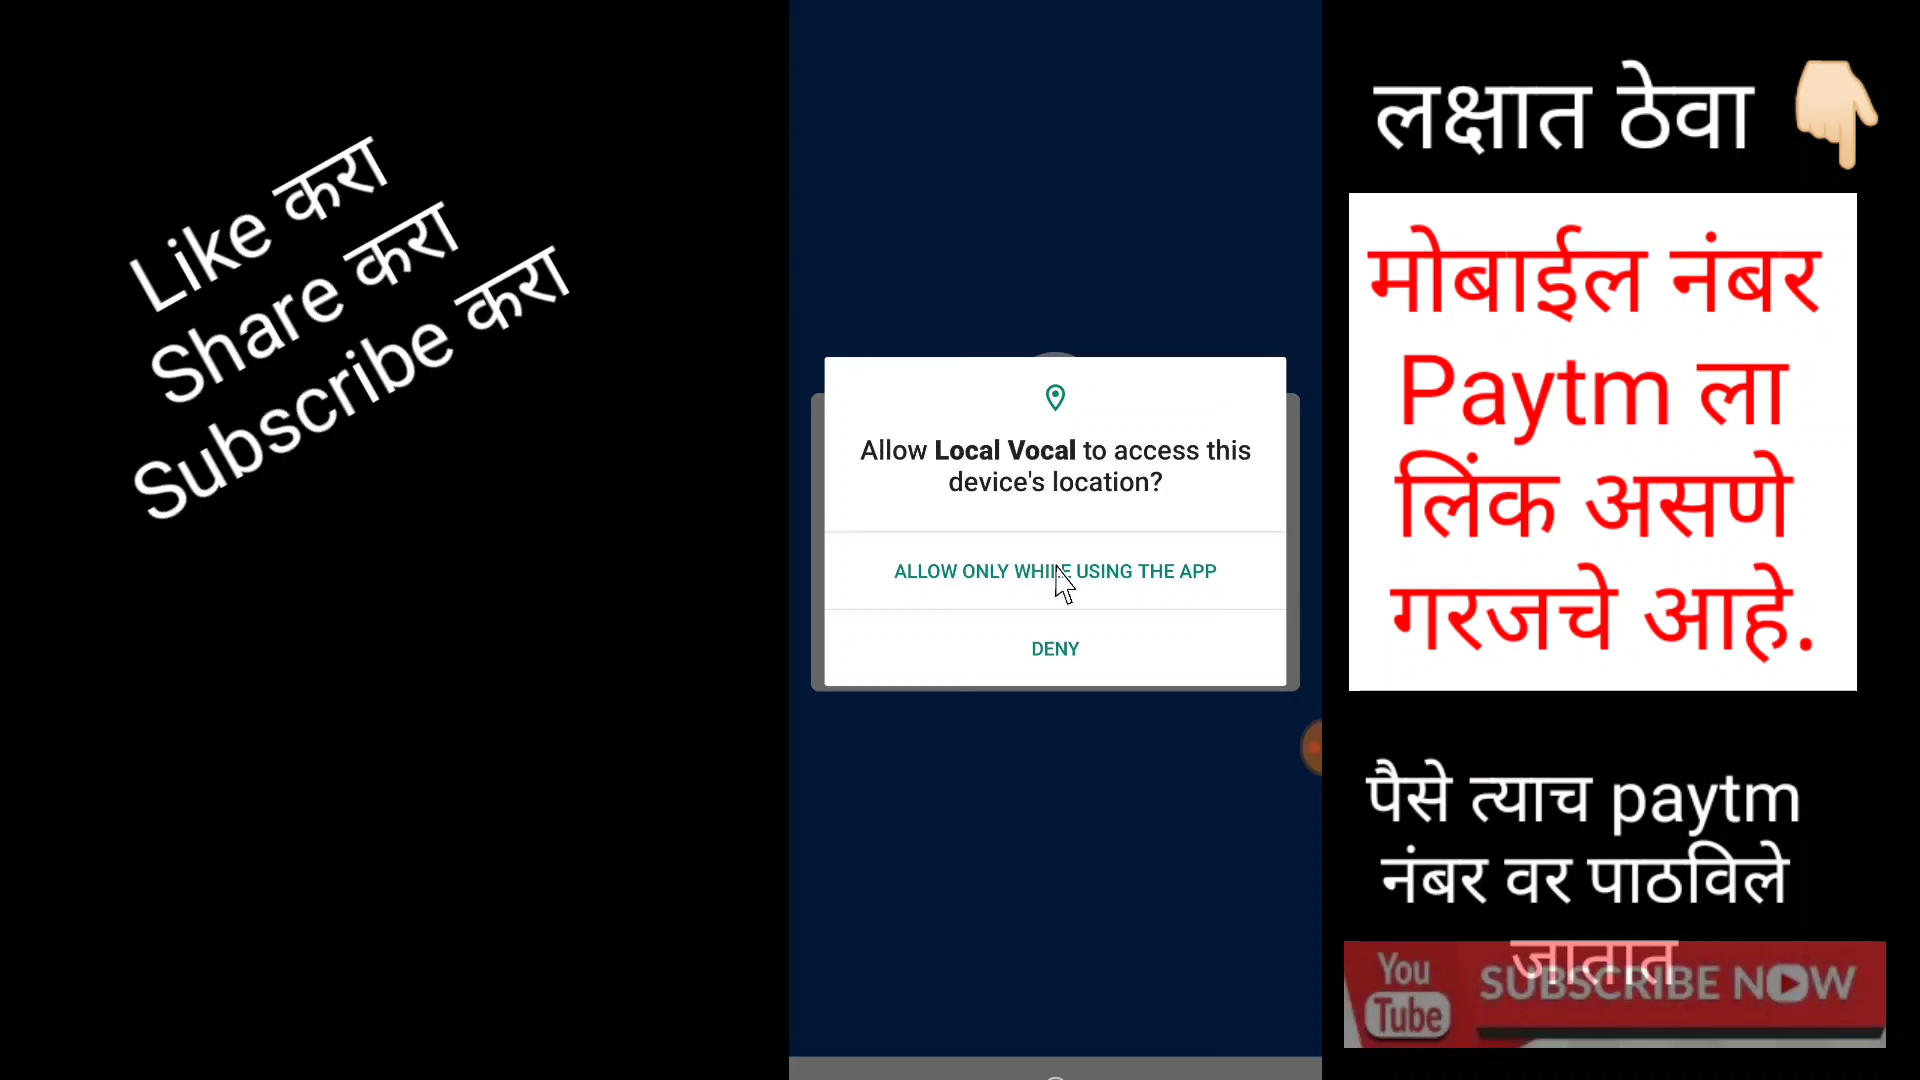 Like करा
Share करा
Subscribe करा
Allow Local Vocal to access this
device's location?
ALLOW ONLY WHILE USING THE APP
DENY
लक्षात ठेवा 👇🏻
मोबाईल नंबर
Paytm ला
लिंक असणे
गरजचे आहे.
पैसे त्याच paytm
नंबर वर पाठविले
जातात
You
Tube
SUBSCRIBE NOW